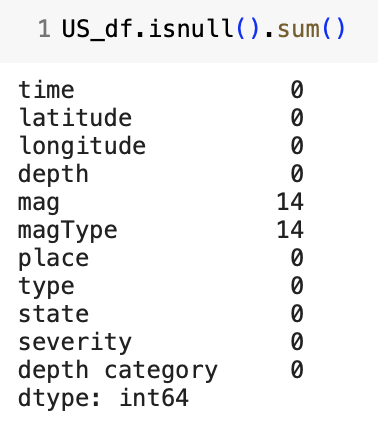 1 US_df.isnull().sum()
time 0
latitude 0
longitude 0
depth 0
mag 14
magType 14
place 0
type 0
state 0
severity 0
depth category 0
dtype: int64